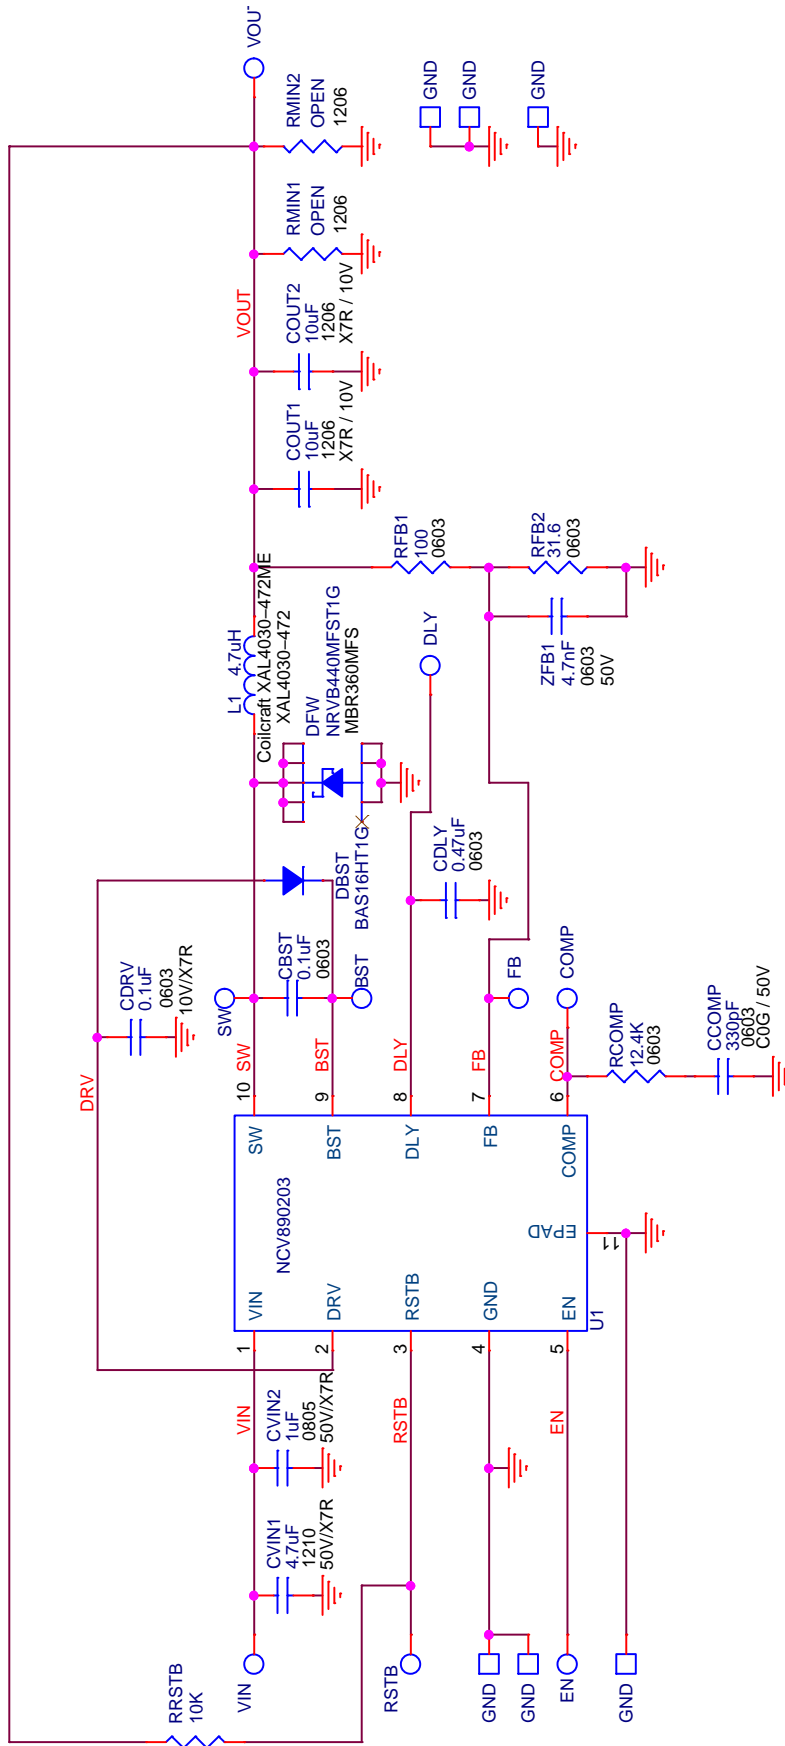 RRSTB
10K
VIN
CVIN1
4.7uF
1210
50V/X7R
VIN
CVIN2
1uF
0805
50V/X7R
RSTB
RSTB
GND
GND
EN
EN
GND
1
2
3
4
5
U1
NCV890203
VIN
DRV
RSTB
GND
EN
EPAD
11
SW
BST
DLY
FB
COMP
10
9
8
7
6
DRV
CDRV
0.1uF
0603
10V/X7R
SW
SW
BST
CBST
0.1uF
0603
BST
DBST
BAS16HT1G
DLY
CDLY
0.47uF
0603
DLY
FB
FB
COMP
COMP
RCOMP
12.4K
0603
CCOMP
330pF
0603
C0G / 50V
DFW
NRVB440MFST1G
MBR360MFS
L1 4.7uH
Coilcraft XAL4030-472ME
XAL4030-472
RFB1
100
0603
RFB2
31.6
0603
ZFB1
4.7nF
0603
50V
COUT1
10uF
1206
X7R / 10V
COUT2
10uF
1206
X7R / 10V
VOUT
RMIN1
OPEN
1206
RMIN2
OPEN
1206
VOUT
GND
GND
GND